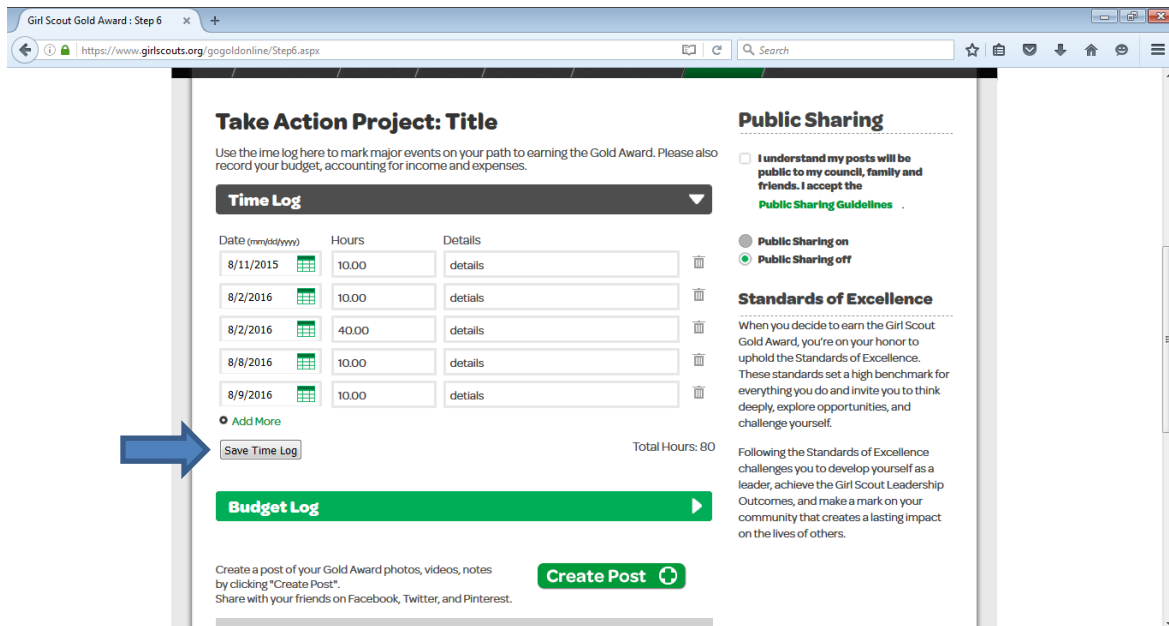 Girl Scout Gold Award : Step 6
https://www.girlscouts.org/gogoldonline/Step6.aspx
Search
Take Action Project: Title
Use the ime log here to mark major events on your path to earning the Gold Award. Please also
record your budget, accounting for income and expenses.
Time Log
Date (mm/dd/yyyy) Hours Details
8/11/2015 10.00 details
8/2/2016 10.00 detials
8/2/2016 40.00 details
8/8/2016 10.00 details
8/9/2016 10.00 detials
Add More
Save Time Log
Total Hours: 80
Budget Log
Create a post of your Gold Award photos, videos, notes
by clicking "Create Post".
Share with your friends on Facebook, Twitter, and Pinterest.
Create Post
Public Sharing
I understand my posts will be
public to my council, family and
friends. I accept the
Public Sharing Guidelines .
Public Sharing on
Public Sharing off
Standards of Excellence
When you decide to earn the Girl Scout
Gold Award, you're on your honor to
uphold the Standards of Excellence.
These standards set a high benchmark for
everything you do and invite you to think
deeply, explore opportunities, and
challenge yourself.
Following the Standards of Excellence
challenges you to develop yourself as a
leader, achieve the Girl Scout Leadership
Outcomes, and make a mark on your
community that creates a lasting impact
on the lives of others.